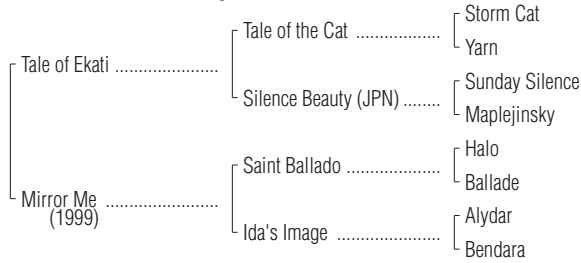 Storm Cat
Tale of the Cat ..................
Yarn
Tale of Ekati ......................
Sunday Silence
Silence Beauty (JPN) ........
Maplejinsky
Halo
Saint Ballado ....................
Ballade
Mirror Me ........................
(1999)
Alydar
Ida's Image ......................
Bendara